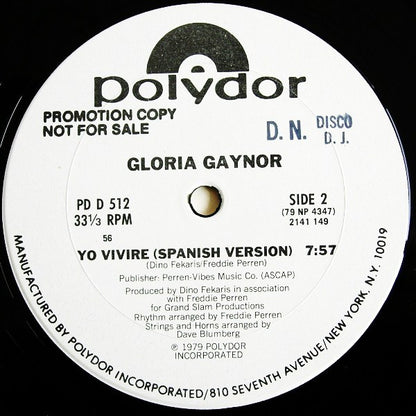 polydor
PROMOTION COPY
NOT FOR SALE
D. N. DISCO
D. J.
GLORIA GAYNOR
PD D 512
33⅓ RPM
SIDE 2
(79 NP 4347)
2141 149
56
YO VIVIRE (SPANISH VERSION) 7:57
(Dino Fekaris/Freddie Perren)
Publisher: Perren-Vibes Music Co. (ASCAP)
Produced by Dino Fekaris in association
with Freddie Perren
for Grand Slam Productions
Rhythm arranged by Freddie Perren
Strings and Horns arranged by
Dave Blumberg
℗ 1979 POLYDOR
INCORPORATED
MANUFACTURED BY POLYDOR INCORPORATED/810 SEVENTH AVENUE/NEW YORK, N.Y. 10019